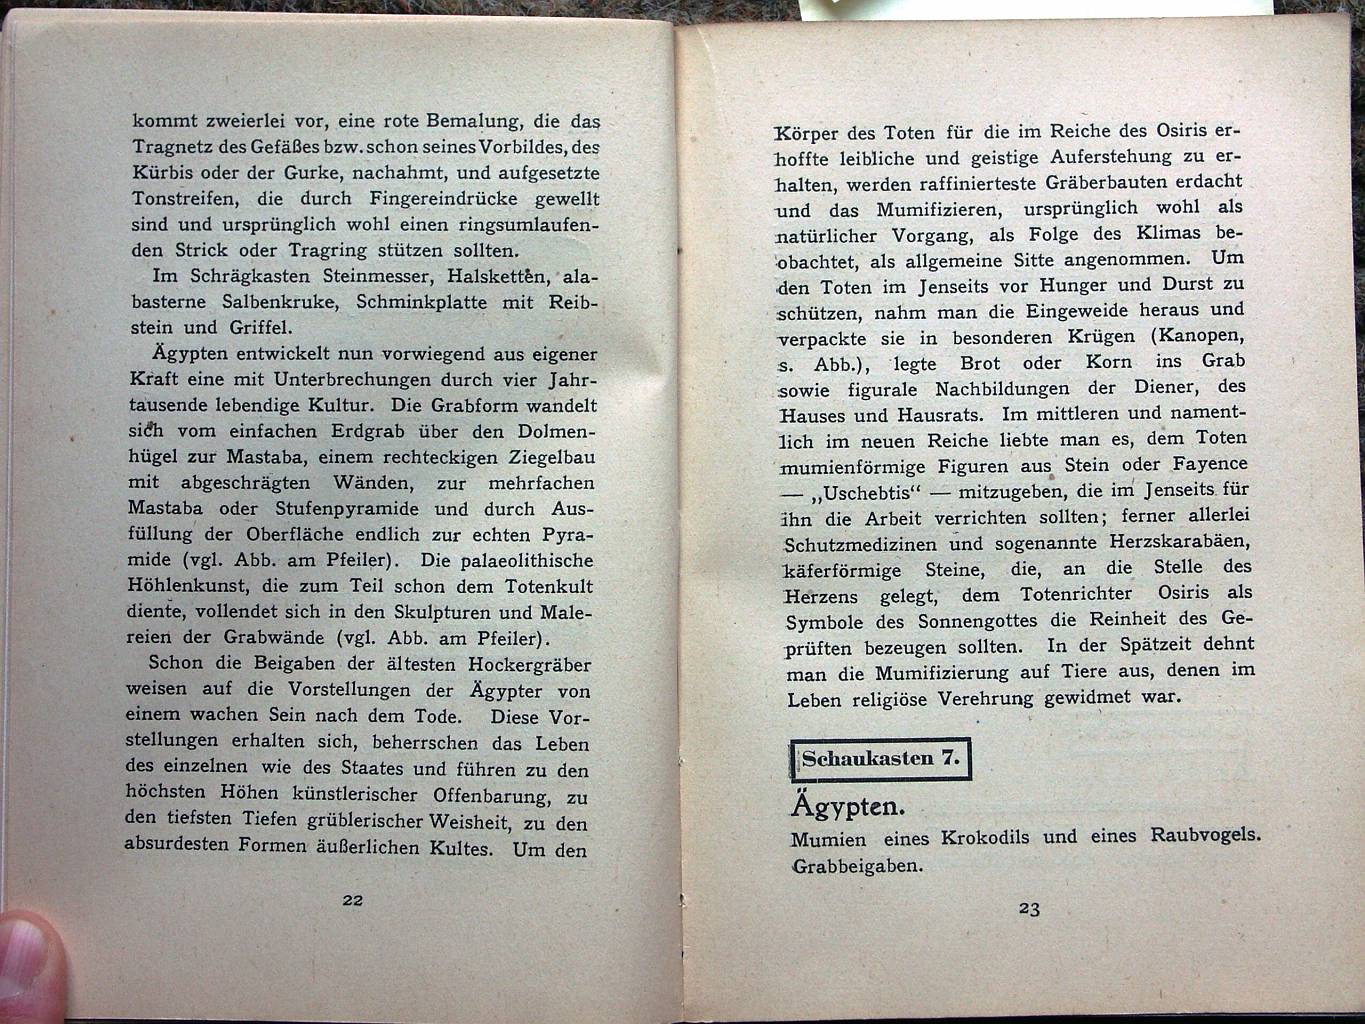 kommt zweierlei vor, eine rote Bemalung, die das
Tragnetz des Gefäßes bzw. schon seines Vorbildes, des
Kürbis oder der Gurke, nachahmt, und aufgesetzte
Tonstreifen, die durch Fingereindrücke gewellt
sind und ursprünglich wohl einen ringsumlaufen-
den Strick oder Tragring stützen sollten.
Im Schrägkasten Steinmesser, Halsketten, ala-
basterne Salbenkruke, Schminkplatte mit Reib-
stein und Griffel.
Ägypten entwickelt nun vorwiegend aus eigener
Kraft eine mit Unterbrechungen durch vier Jahr-
tausende lebendige Kultur. Die Grabform wandelt
sich vom einfachen Erdgrab über den Dolmen-
hügel zur Mastaba, einem rechteckigen Ziegelbau
mit abgeschrägten Wänden, zur mehrfachen
Mastaba oder Stufenpyramide und durch Aus-
füllung der Oberfläche endlich zur echten Pyra-
mide (vgl. Abb. am Pfeiler). Die palaeolithische
Höhlenkunst, die zum Teil schon dem Totenkult
diente, vollendet sich in den Skulpturen und Male-
reien der Grabwände (vgl. Abb. am Pfeiler).
Schon die Beigaben der ältesten Hockergräber
weisen auf die Vorstellungen der Ägypter von
einem wachen Sein nach dem Tode. Diese Vor-
stellungen erhalten sich, beherrschen das Leben
des einzelnen wie des Staates und führen zu den
höchsten Höhen künstlerischer Offenbarung, zu
den tiefsten Tiefen grüblerischer Weisheit, zu den
absurdesten Formen äußerlichen Kultes. Um den
22
Körper des Toten für die im Reiche des Osiris er-
hoffte leibliche und geistige Auferstehung zu er-
halten, werden raffinierteste Gräberbauten erdacht
und das Mumifizieren, ursprünglich wohl als
natürlicher Vorgang, als Folge des Klimas be-
obachtet, als allgemeine Sitte angenommen. Um
den Toten im Jenseits vor Hunger und Durst zu
schützen, nahm man die Eingeweide heraus und
verpackte sie in besonderen Krügen (Kanopen,
s. Abb.), legte Brot oder Korn ins Grab
sowie figurale Nachbildungen der Diener, des
Hauses und Hausrats. Im mittleren und nament-
lich im neuen Reiche liebte man es, dem Toten
mumienförmige Figuren aus Stein oder Fayence
— „Uschebtis“ — mitzugeben, die im Jenseits für
ihn die Arbeit verrichten sollten; ferner allerlei
Schutzmedizinen und sogenannte Herzskarabäen,
käferförmige Steine, die, an die Stelle des
Herzens gelegt, dem Totenrichter Osiris als
Symbole des Sonnengottes die Reinheit des Ge-
prüften bezeugen sollten. In der Spätzeit dehnt
man die Mumifizierung auf Tiere aus, denen im
Leben religiöse Verehrung gewidmet war.
Schaukasten 7.
Ägypten.
Mumien eines Krokodils und eines Raubvogels.
Grabbeigaben.
23